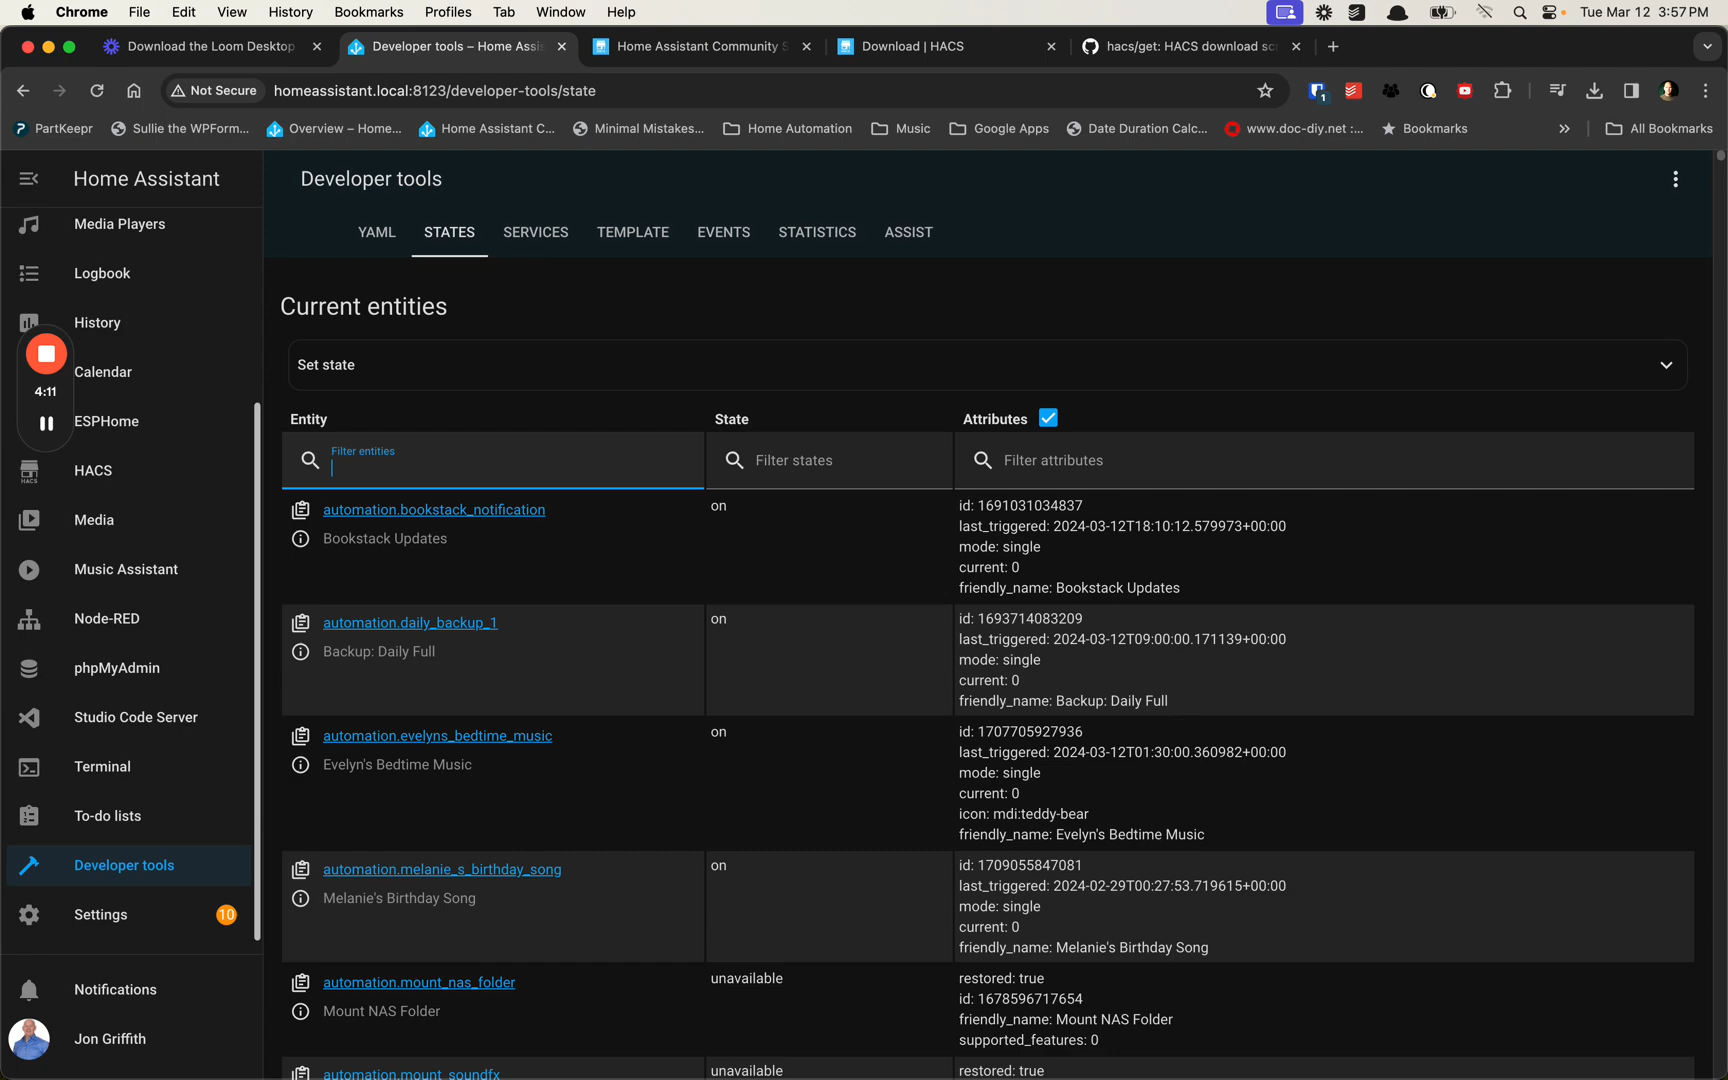 Chrome File Edit View History Bookmarks Profiles Tab Window Help Tue Mar 12 3:57 PM
Download the Loom Desktop
Developer tools – Home Assis
Home Assistant Community S
Download | HACS
hacs/get: HACS download scr
Not Secure homeassistant.local:8123/developer-tools/state
1
PartKeepr
Sullie the WPForm...
Overview – Home...
Home Assistant C...
Minimal Mistakes...
Home Automation
Music
Google Apps
Date Duration Calc...
www.doc-diy.net :...
Bookmarks
All Bookmarks
Home Assistant
Media Players
Logbook
History
Calendar
4:11
ESPHome
HACS
HACS
Media
Music Assistant
Node-RED
phpMyAdmin
Studio Code Server
Terminal
To-do lists
Developer tools
Settings 10
Notifications
Jon Griffith
Developer tools
YAML STATES SERVICES TEMPLATE EVENTS STATISTICS ASSIST
Current entities
Set state
Entity State Attributes
Filter entities
Filter states
Filter attributes
automation.bookstack_notification
Bookstack Updates
on
id: 1691031034837
last_triggered: 2024-03-12T18:10:12.579973+00:00
mode: single
current: 0
friendly_name: Bookstack Updates
automation.daily_backup_1
Backup: Daily Full
on
id: 1693714083209
last_triggered: 2024-03-12T09:00:00.171139+00:00
mode: single
current: 0
friendly_name: Backup: Daily Full
automation.evelyns_bedtime_music
Evelyn's Bedtime Music
on
id: 1707705927936
last_triggered: 2024-03-12T01:30:00.360982+00:00
mode: single
current: 0
icon: mdi:teddy-bear
friendly_name: Evelyn's Bedtime Music
automation.melanie_s_birthday_song
Melanie's Birthday Song
on
id: 1709055847081
last_triggered: 2024-02-29T00:27:53.719615+00:00
mode: single
current: 0
friendly_name: Melanie's Birthday Song
automation.mount_nas_folder
Mount NAS Folder
unavailable
restored: true
id: 1678596717654
friendly_name: Mount NAS Folder
supported_features: 0
automation.mount_soundfx
unavailable
restored: true